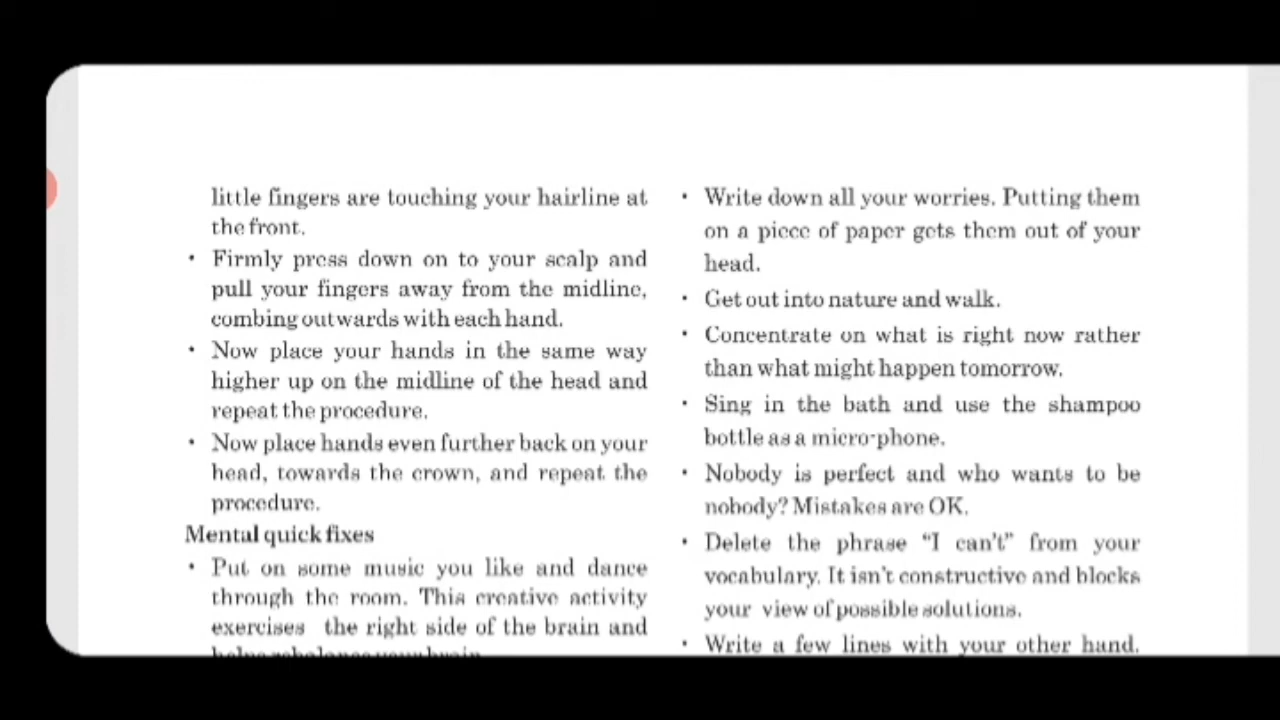 little fingers are touching your hairline at
the front.
• Firmly press down on to your scalp and
pull your fingers away from the midline,
combing outwards with each hand.
• Now place your hands in the same way
higher up on the midline of the head and
repeat the procedure.
• Now place hands even further back on your
head, towards the crown, and repeat the
procedure.
Mental quick fixes
• Put on some music you like and dance
through the room. This creative activity
exercises the right side of the brain and
helps rebalance your brain.
• Write down all your worries. Putting them
on a piece of paper gets them out of your
head.
• Get out into nature and walk.
• Concentrate on what is right now rather
than what might happen tomorrow.
• Sing in the bath and use the shampoo
bottle as a micro-phone.
• Nobody is perfect and who wants to be
nobody? Mistakes are OK.
• Delete the phrase “I can’t” from your
vocabulary. It isn’t constructive and blocks
your view of possible solutions.
• Write a few lines with your other hand.